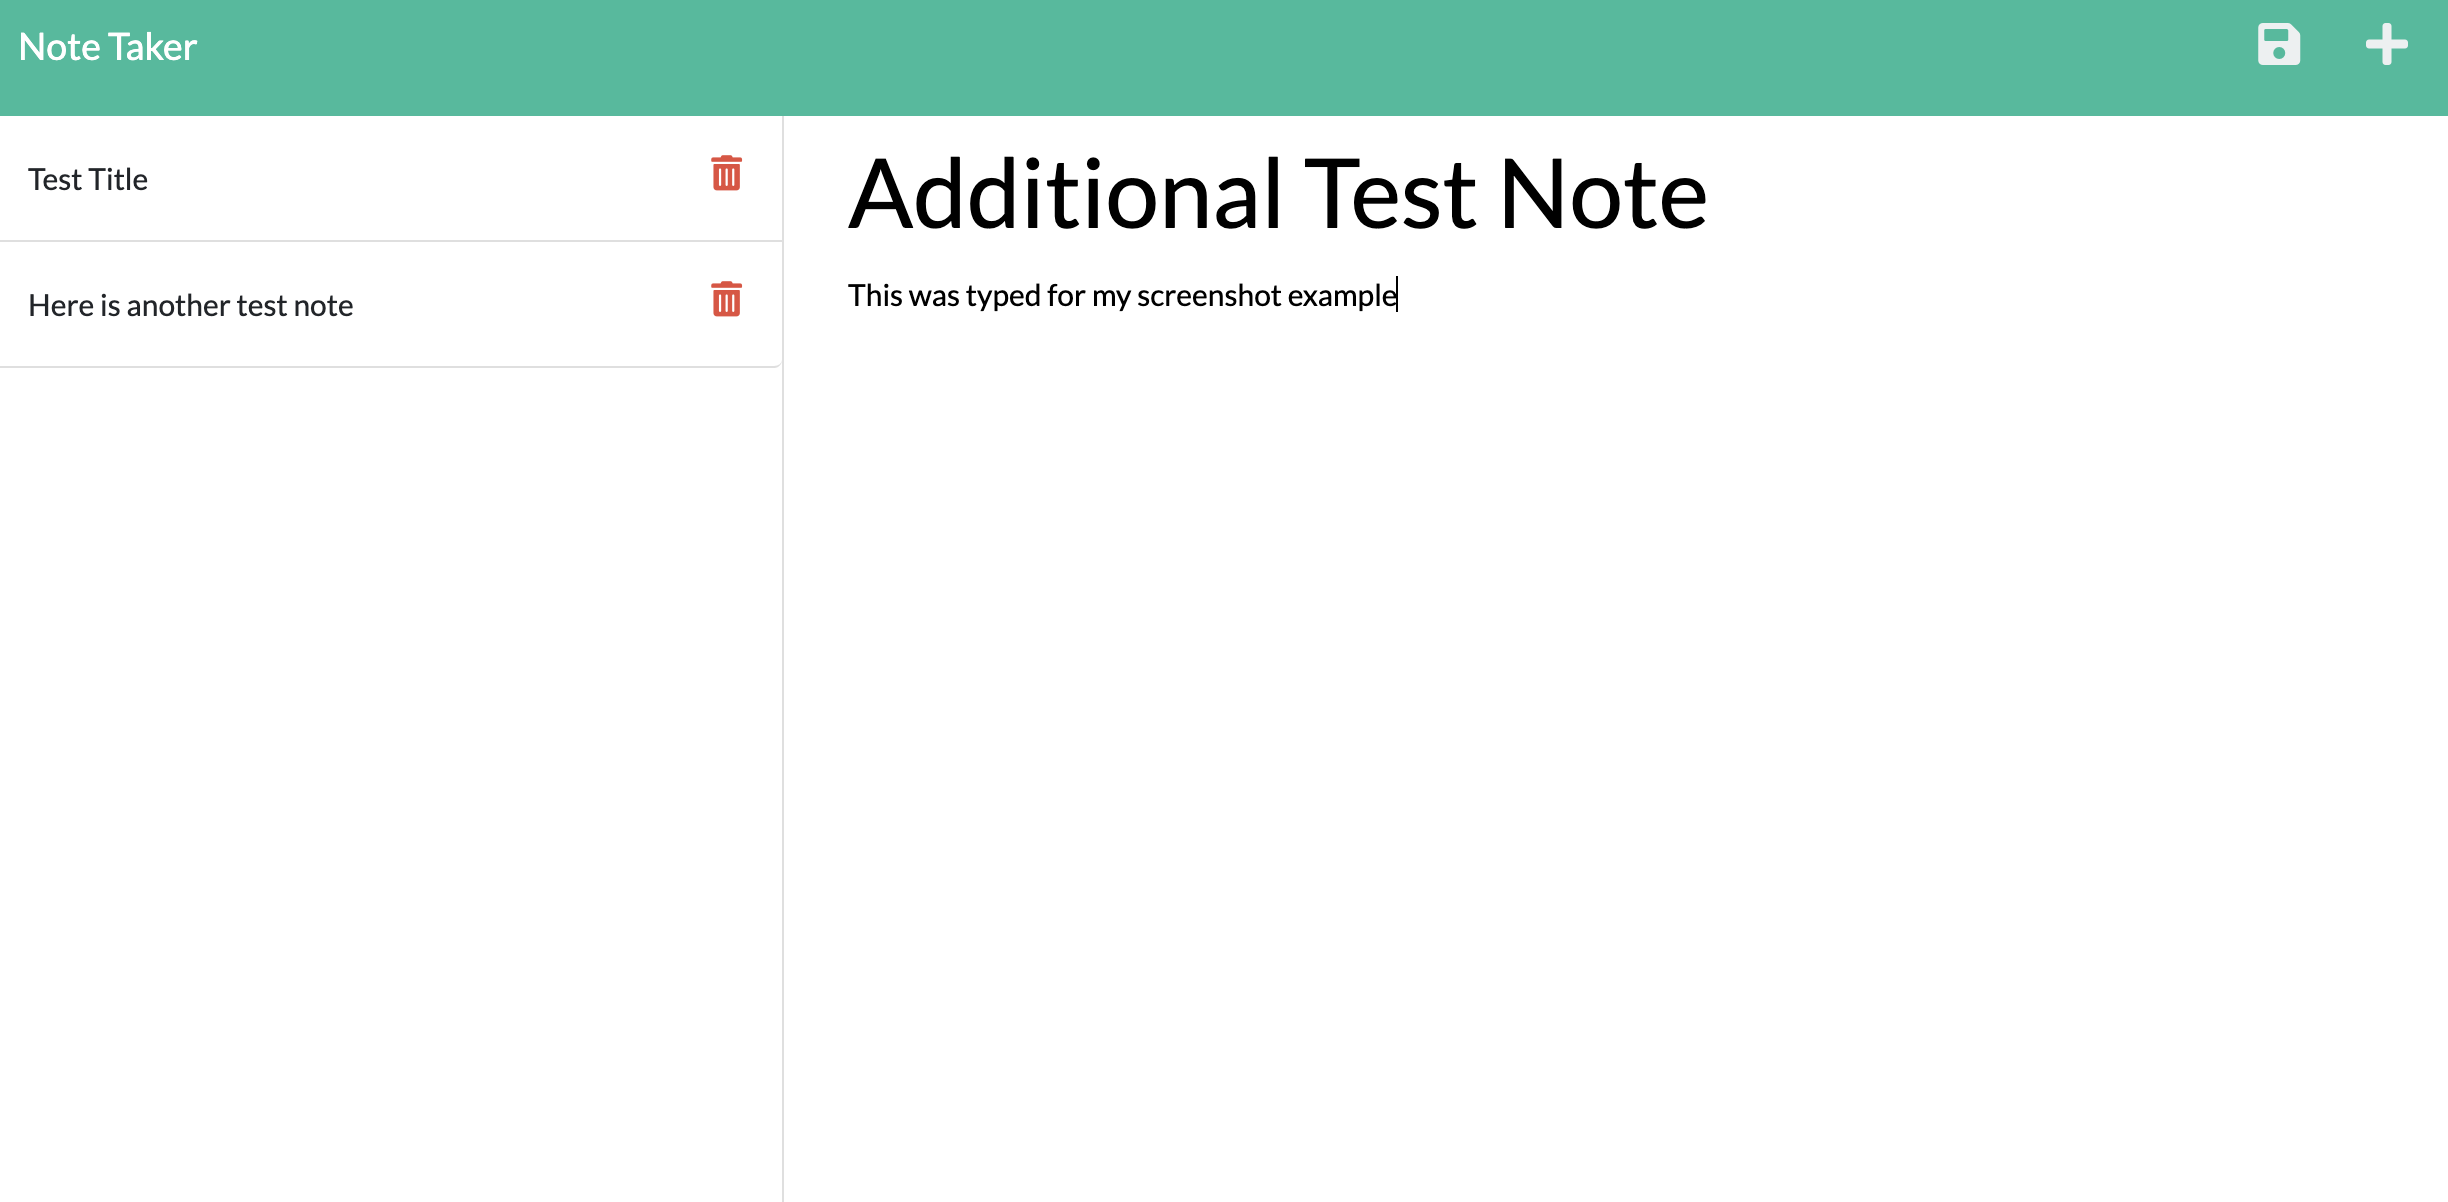 Note Taker
Test Title
Here is another test note
Additional Test Note
This was typed for my screenshot example